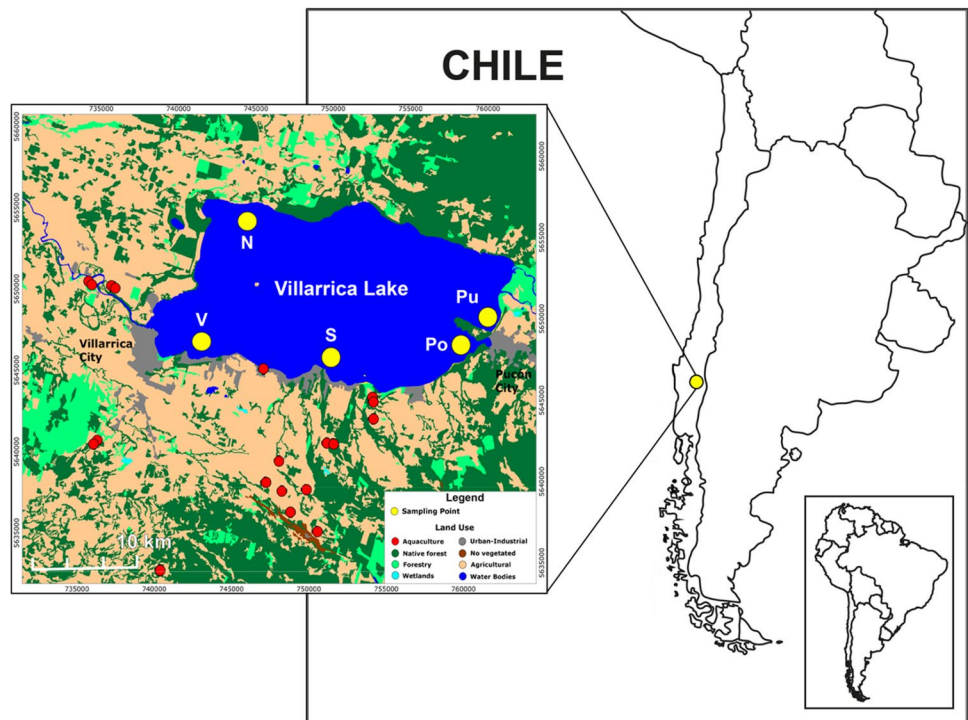 CHILE
735000 740000 745000 750000 755000 760000
5660000
5655000
5650000
5645000
5640000
5635000
N
Villarrica Lake
Pu
V
S
Po
Villarrica
City
Pucón
City
5660000
5655000
5650000
5645000
5640000
5635000
Legend
Sampling Point
Land Use
Aquaculture
Urban-Industrial
Native forest
No vegetated
Forestry
Agricultural
Wetlands
Water Bodies
10 km
740000 745000 750000 755000 760000